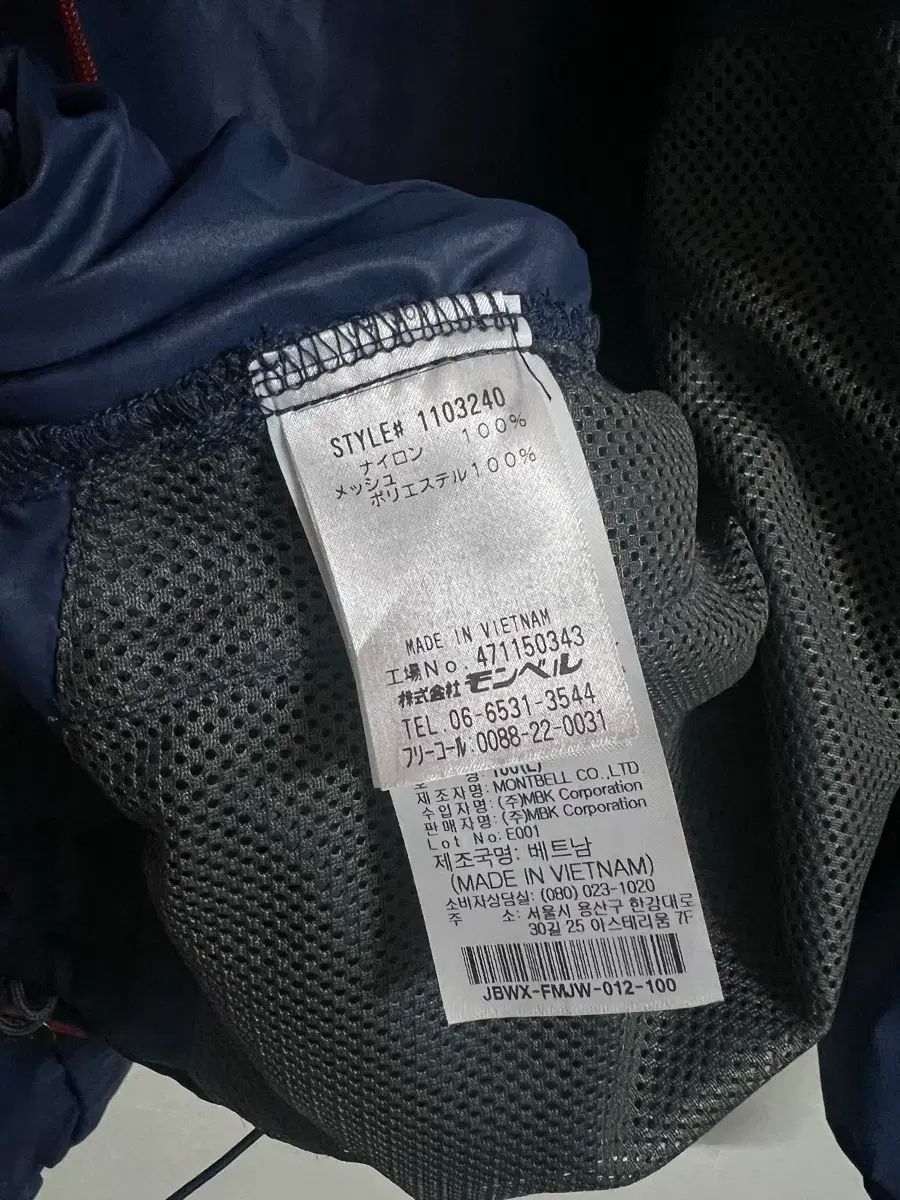 STYLE# 1103240
ナイロン 100%
メッシュ
ポリエステル100%
MADE IN VIETNAM
工場No. 471150343
株式会社 モンベル
TEL.06-6531-3544
フリーコール.0088-22-0031
100(L)
제조자명: MONTBELL CO.,LTD
수입자명: (주)MBK Corporation
판매자명: (주)MBK Corporation
Lot No: E001
제조국명: 베트남
(MADE IN VIETNAM)
소비자상담실: (080) 023-1020
주 소: 서울시 용산구 한강대로
30길 25 아스테리움 7F
JBWX-FMJW-012-100